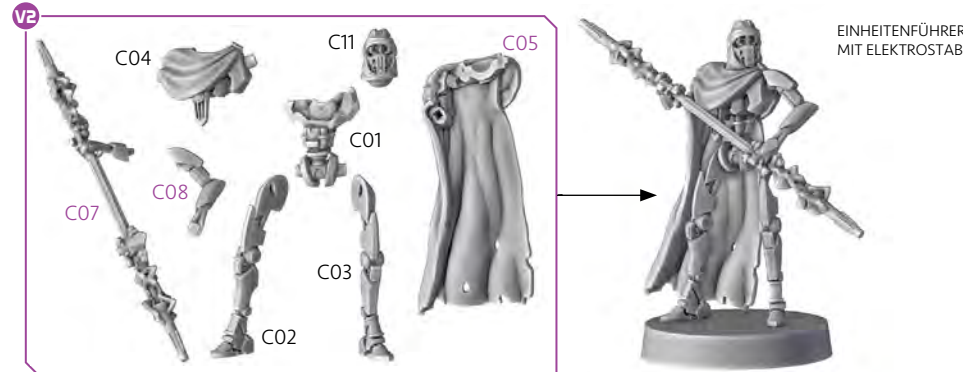 V2
C04
C11
C05
C01
C08
C07
C03
C02
EINHEITENFÜHRER
MIT ELEKTROSTAB